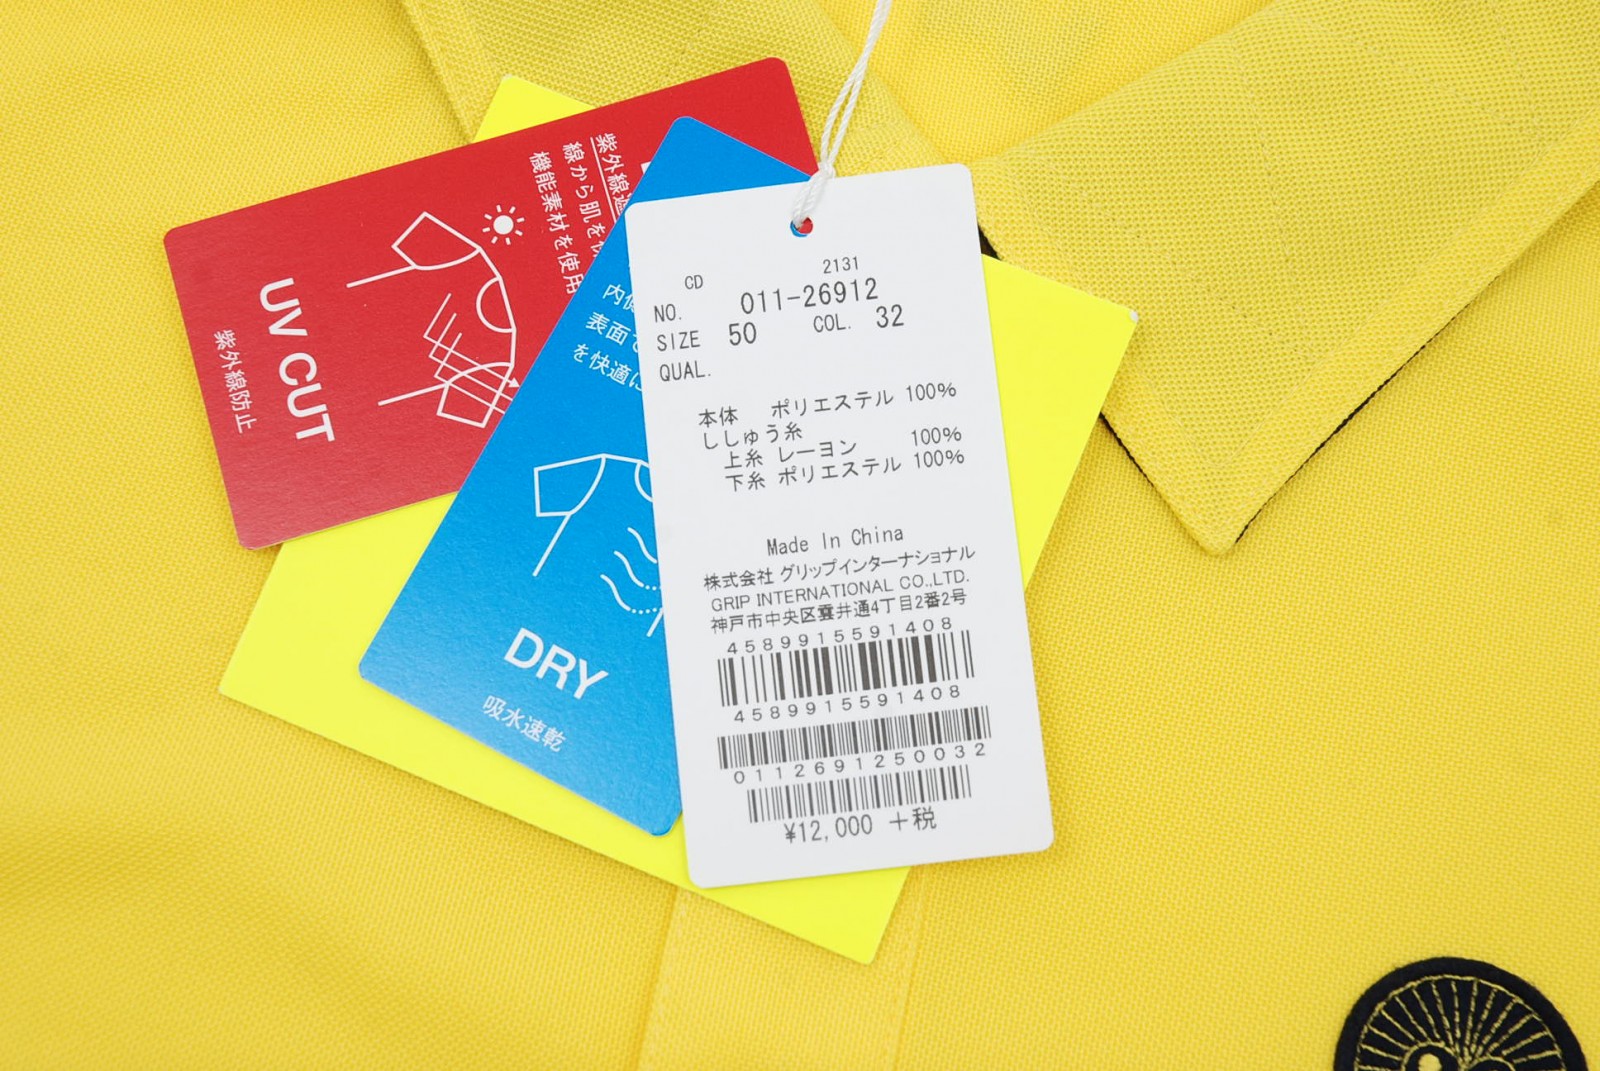 紫外線遮
線から肌を
機能素材を使用
UV CUT
紫外線防止
内側
表面
を快適に
DRY
吸水速乾
CD 2131
NO. 011-26912
SIZE 50 COL. 32
QUAL.
本体 ポリエステル 100%
ししゅう糸
上糸 レーヨン 100%
下糸 ポリエステル 100%
Made In China
株式会社 グリップインターナショナル
GRIP INTERNATIONAL CO.,LTD.
神戸市中央区 井通4丁目2番2号
4589915591408
4589915591408
0112691250032
¥12,000 +税